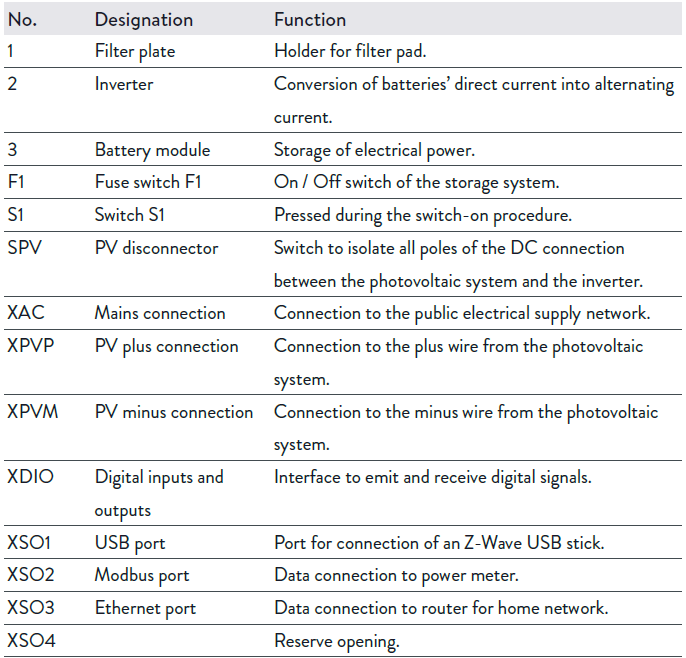 No. Designation Function
1 Filter plate Holder for filter pad.
2 Inverter Conversion of batteries’ direct current into alternating
current.
3 Battery module Storage of electrical power.
F1 Fuse switch F1 On / Off switch of the storage system.
S1 Switch S1 Pressed during the switch-on procedure.
SPV PV disconnector Switch to isolate all poles of the DC connection
between the photovoltaic system and the inverter.
XAC Mains connection Connection to the public electrical supply network.
XPVP PV plus connection Connection to the plus wire from the photovoltaic
system.
XPVM PV minus connection Connection to the minus wire from the photovoltaic
system.
XDIO Digital inputs and Interface to emit and receive digital signals.
outputs
XSO1 USB port Port for connection of an Z-Wave USB stick.
XSO2 Modbus port Data connection to power meter.
XSO3 Ethernet port Data connection to router for home network.
XSO4 Reserve opening.